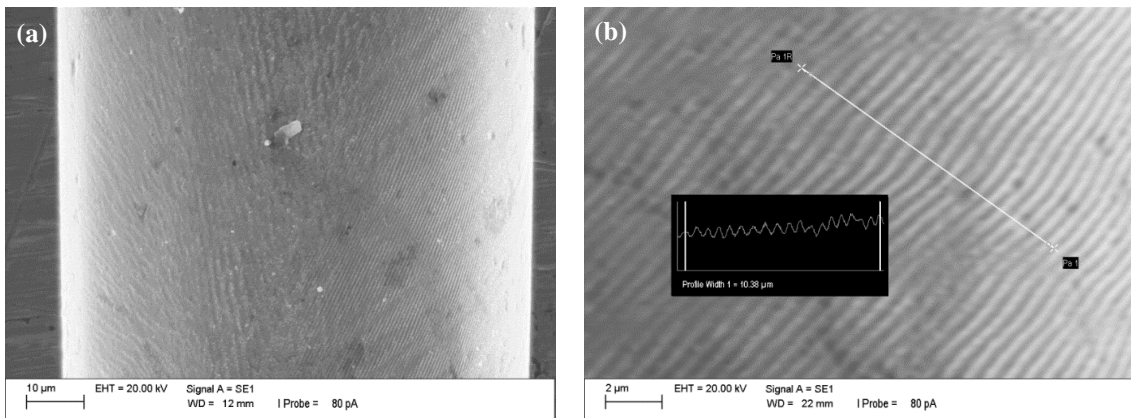 (a)
10 µm
EHT = 20.00 kV
Signal A = SE1
WD = 12 mm
I Probe = 80 pA
(b)
Pa 1R
Pa 1
Profile Width 1 = 10.38 µm
2 µm
EHT = 20.00 kV
Signal A = SE1
WD = 22 mm
I Probe = 80 pA